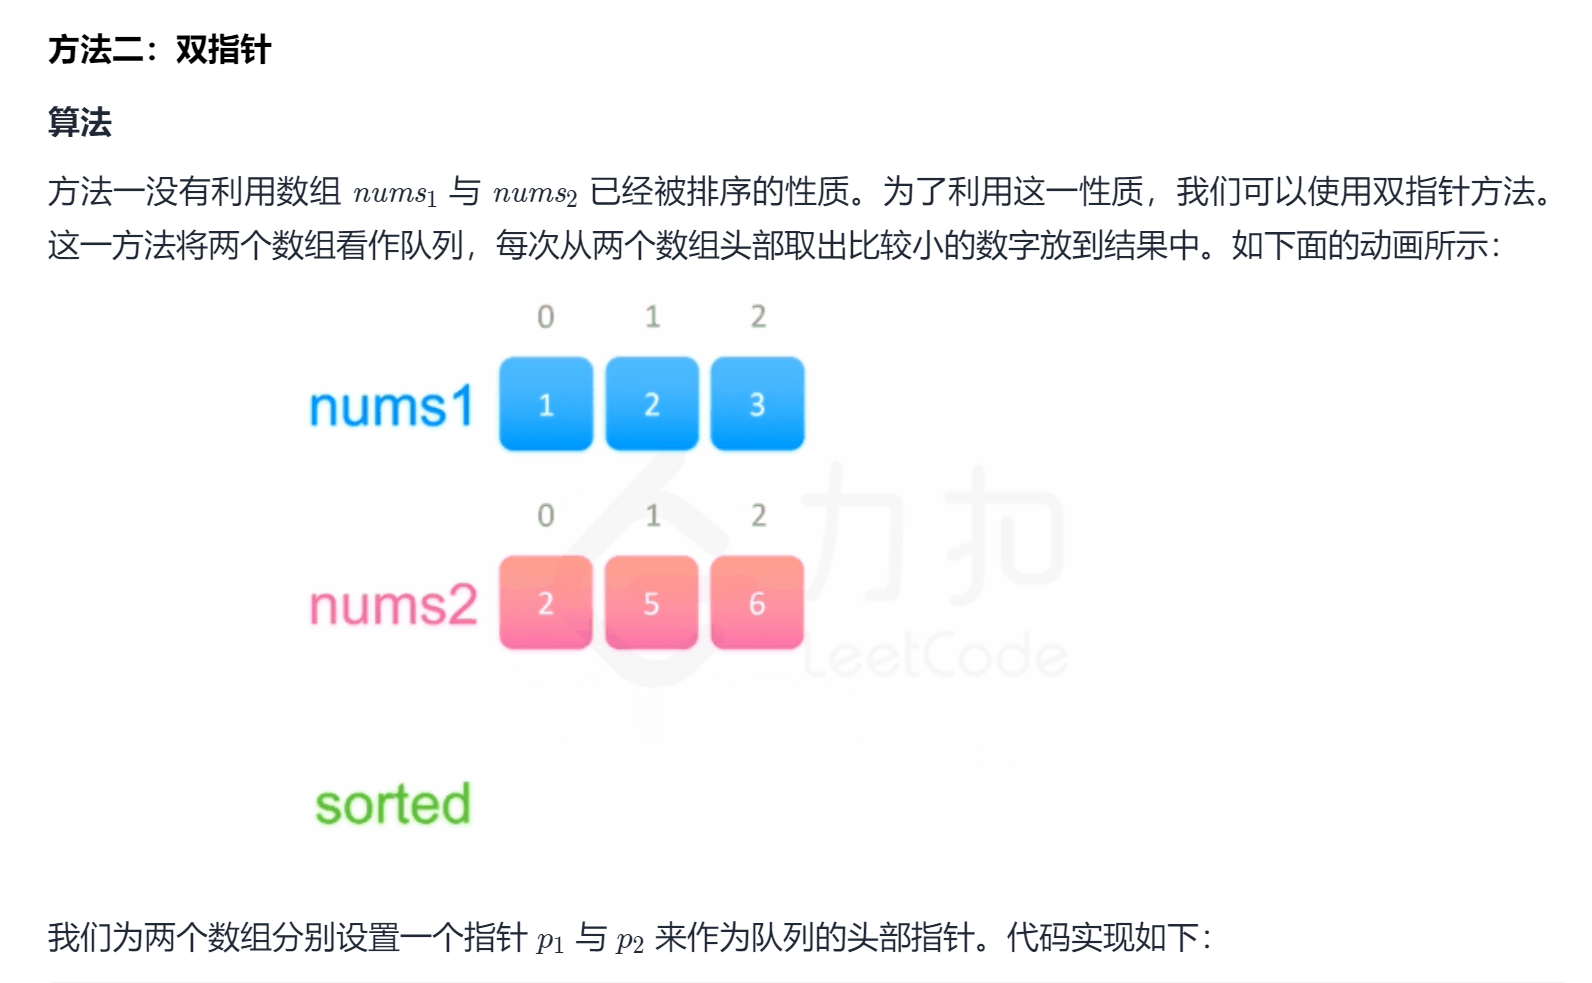 方法二：双指针
算法
方法一没有利用数组 nums₁ 与 nums₂ 已经被排序的性质。为了利用这一性质，我们可以使用双指针方法。
这一方法将两个数组看作队列，每次从两个数组头部取出比较小的数字放到结果中。如下面的动画所示：
0 1 2
nums1 1 2 3
0 1 2
力扣
nums2 2 5 6
LeetCode
sorted
我们为两个数组分别设置一个指针 p₁ 与 p₂ 来作为队列的头部指针。代码实现如下：